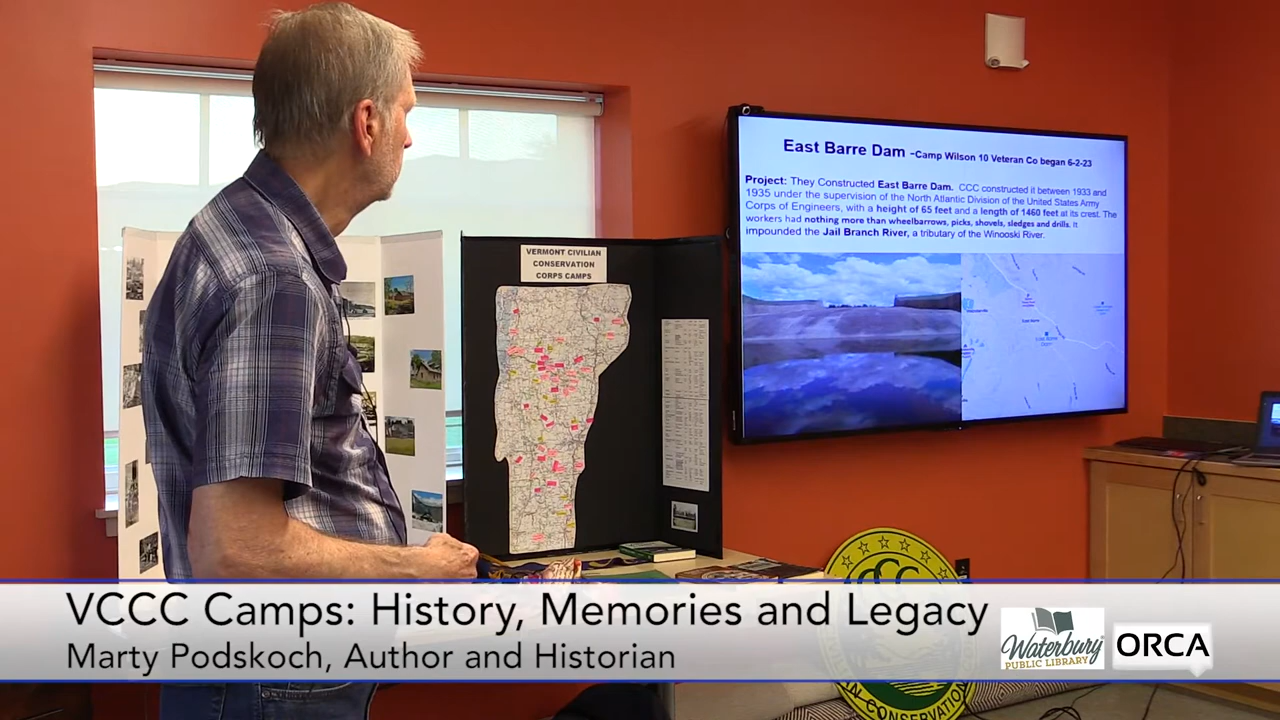 East Barre Dam -Camp Wilson 10 Veteran Co began 6-2-23
Project: They Constructed East Barre Dam. CCC constructed it between 1933 and
1935 under the supervision of the North Atlantic Division of the United States Army
Corps of Engineers, with a height of 65 feet and a length of 1460 feet at its crest. The
workers had nothing more than wheelbarrows, picks, shovels, sledges and drills. It
impounded the Jail Branch River, a tributary of the Winooski River.
VERMONT CIVILIAN
CONSERVATION
CORPS CAMPS
CCC
N CONSERVATION
VCCC Camps: History, Memories and Legacy
Marty Podskoch, Author and Historian
Waterbury
PUBLIC LIBRARY
ORCA